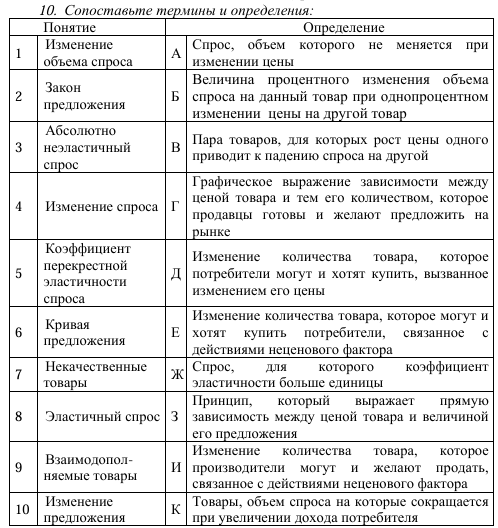 10. Сопоставьте термины и определения:
Понятие Определение
1 Изменение объема спроса А Спрос, объем которого не меняется при
изменении цены
2 Закон предложения Б Величина процентного изменения объема
спроса на данный товар при однопроцентном
изменении цены на другой товар
3 Абсолютно неэластичный спрос В Пара товаров, для которых рост цены одного
приводит к падению спроса на другой
4 Изменение спроса Г Графическое выражение зависимости между
ценой товара и тем его количеством, которое
продавцы готовы и желают предложить на
рынке
5 Коэффициент перекрестной эластичности спроса Д Изменение количества товара, которое
потребители могут и хотят купить, вызванное
изменением его цены
6 Кривая предложения Е Изменение количества товара, которое могут и
хотят купить потребители, связанное с
действиями неценового фактора
7 Некачественные товары Ж Спрос, для которого коэффициент
эластичности больше единицы
8 Эластичный спрос З Принцип, который выражает прямую
зависимость между ценой товара и величиной
его предложения
9 Взаимодопол-няемые товары И Изменение количества товара, которое
производители могут и желают продать,
связанное с действиями неценового фактора
10 Изменение предложения К Товары, объем спроса на которые сокращается
при увеличении дохода потребителя